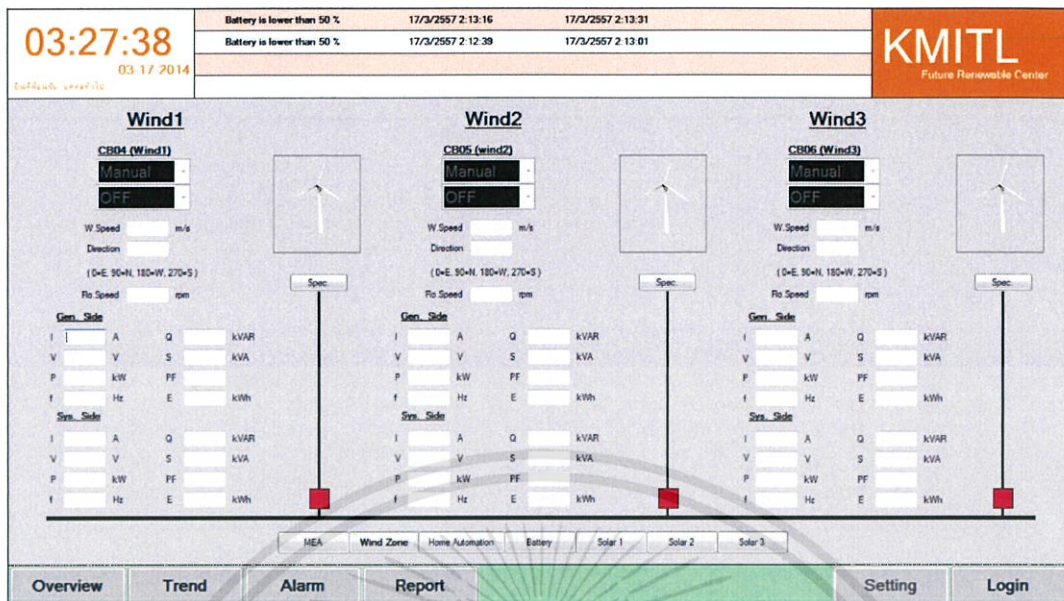 03:27:38
03-17-2014
Battery is lower than 50 % 17/3/2557 2:13:16 17/3/2557 2:13:31
Battery is lower than 50 % 17/3/2557 2:12:39 17/3/2557 2:13:01
KMITL
Future Renewable Center
Wind1 Wind2 Wind3
CB04 (Wind1) CB05 (wind2) CB06 (Wind3)
Manual Manual Manual
OFF OFF OFF
W.Speed m/s W.Speed m/s W.Speed m/s
Direction Direction Direction
( 0=E, 90=N, 180=W, 270=S ) ( 0=E, 90=N, 180=W, 270=S ) ( 0=E, 90=N, 180=W, 270=S )
Spec. Spec. Spec.
Ro.Speed rpm Ro.Speed rpm Ro.Speed rpm
Gen. Side Gen. Side Gen. Side
I A Q kVAR I A Q kVAR I A Q kVAR
V V S kVA V V S kVA V V S kVA
P kW PF P kW PF P kW PF
f Hz E kWh f Hz E kWh f Hz E kWh
Sys. Side Sys. Side Sys. Side
I A Q kVAR I A Q kVAR I A Q kVAR
V V S kVA V V S kVA V V S kVA
P kW PF P kW PF P kW PF
f Hz E kWh f Hz E kWh f Hz E kWh
MEA Wind Zone Home Automation Battery Solar 1 Solar 2 Solar 3
Overview Trend Alarm Report Setting Login